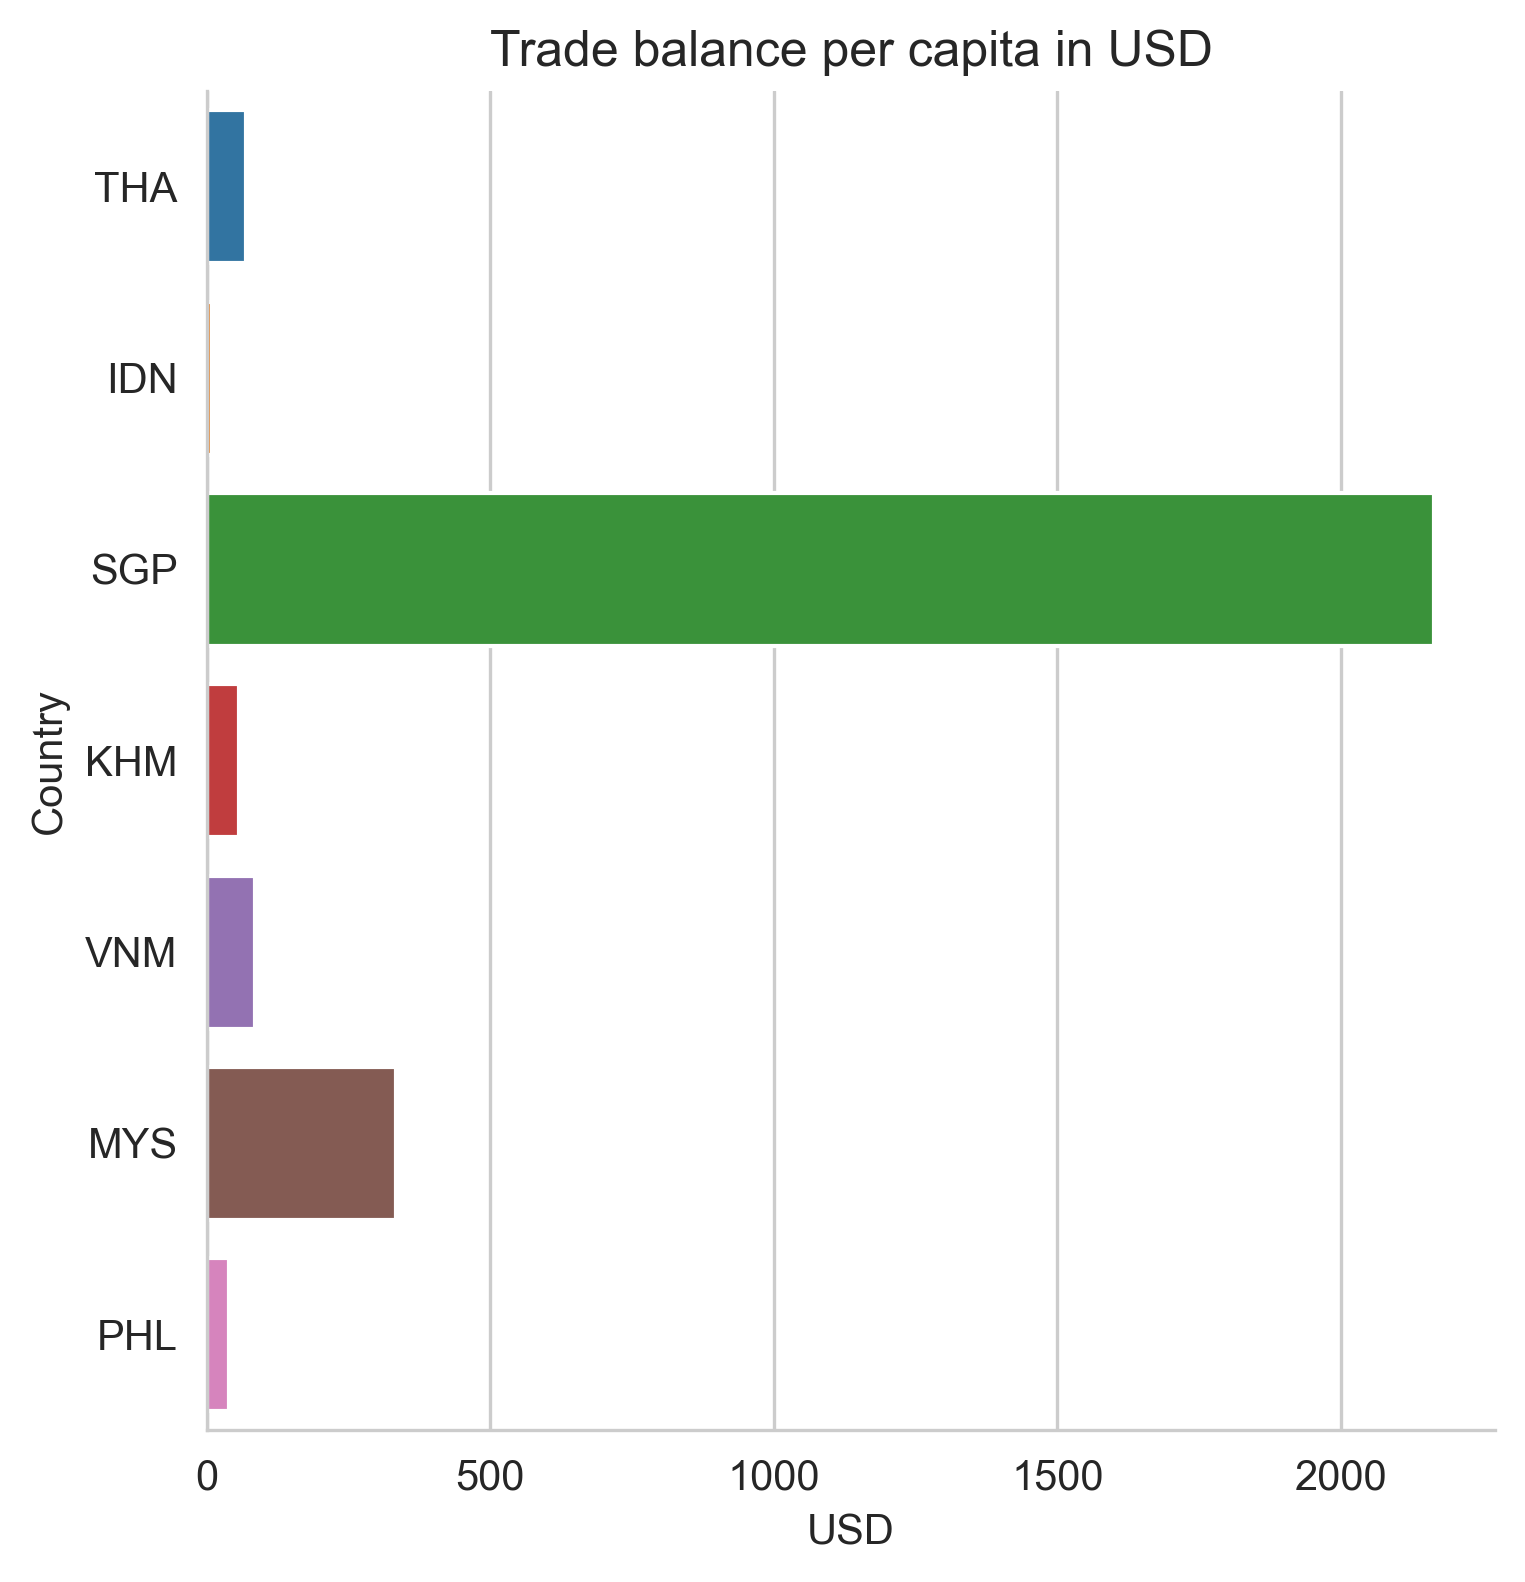 Trade balance per capita in USD
THA
IDN
SGP
KHM
VNM
MYS
PHL
Country
0 500 1000 1500 2000
USD